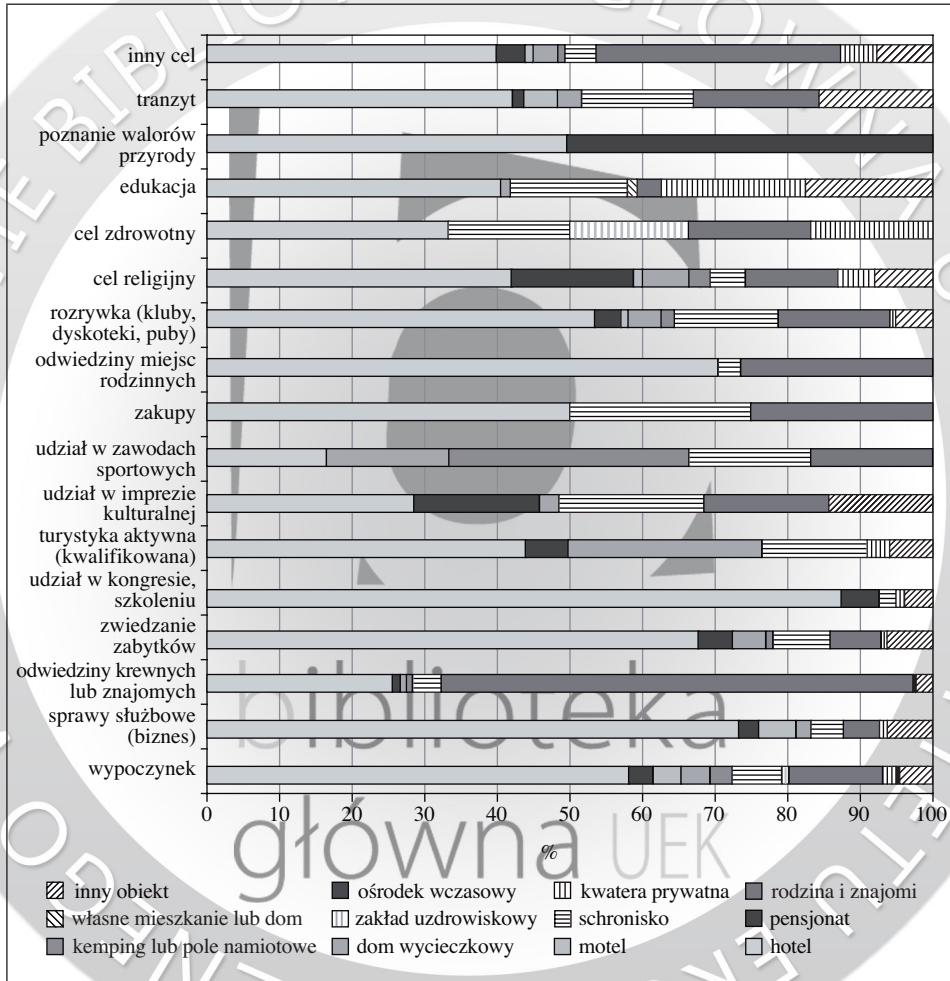 inny cel
tranzyt
poznanie walorów
przyrody
edukacja
cel zdrowotny
cel religijny
rozrywka (kluby,
dyskoteki, puby)
odwiedziny miejsc
rodzinnych
zakupy
udział w zawodach
sportowych
udział w imprezie
kulturalnej
turystyka aktywna
(kwalifikowana)
udział w kongresie,
szkoleniu
zwiedzanie
zabytków
odwiedziny krewnych
lub znajomych
sprawy służbowe
(biznes)
wypoczynek
0 10 20 30 40 50 60 70 80 90 100
%
inny obiekt ośrodek wczasowy kwatera prywatna rodzina i znajomi
własne mieszkanie lub dom zakład uzdrowiskowy schronisko pensjonat
kemping lub pole namiotowe dom wycieczkowy motel hotel
biblioteka
główna UEK